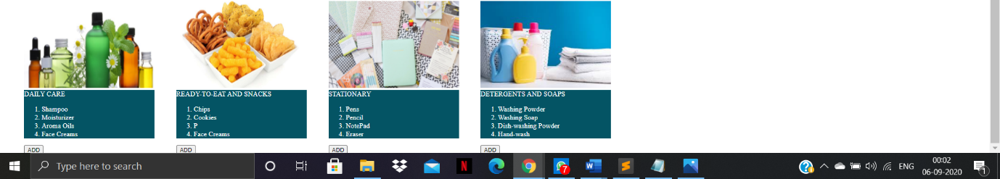 DAILY CARE
1. Shampoo
2. Moisturizer
3. Aroma Oils
4. Face Creams
ADD
READY-TO-EAT AND SNACKS
1. Chips
2. Cookies
3. P
4. Face Creams
ADD
STATIONARY
1. Pens
2. Pencil
3. NotePad
4. Eraser
ADD
DETERGENTS AND SOAPS
1. Washing Powder
2. Washing Soap
3. Dish-washing Powder
4. Hand-wash
ADD
Type here to search
N
7
W
S
ENG
00:02
06-09-2020
1